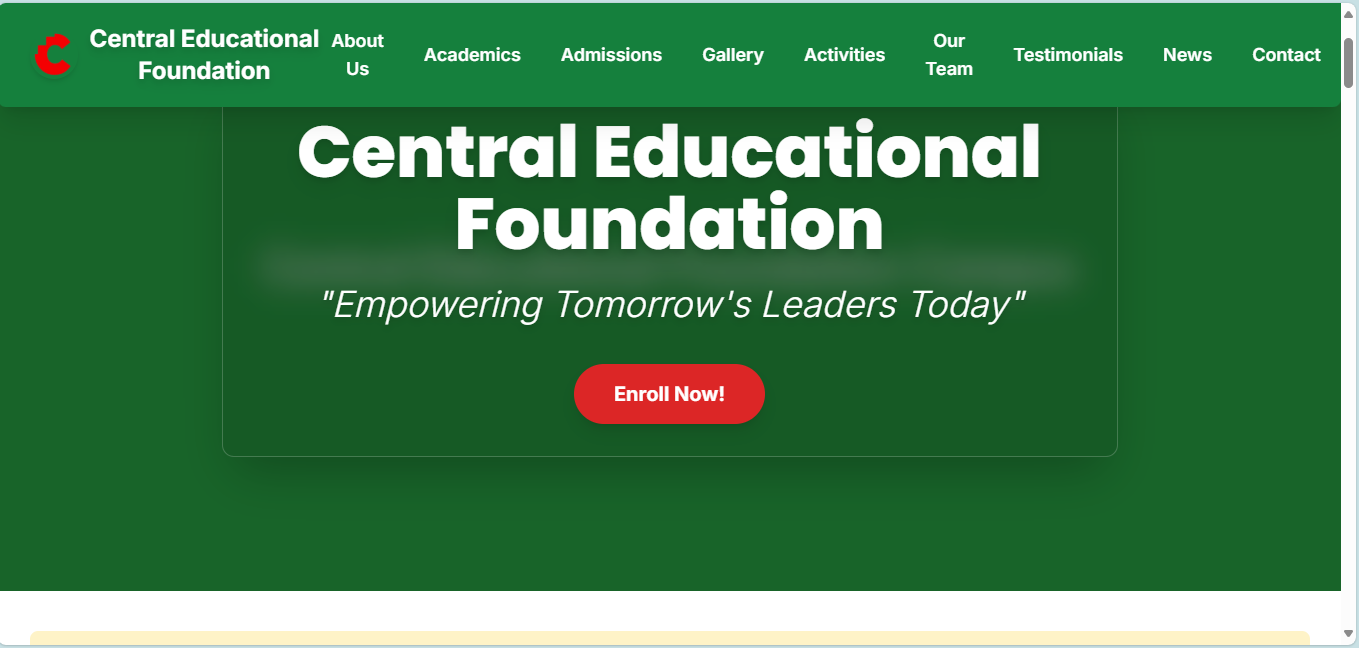 Central Educational
Foundation
About
Us
Academics
Admissions
Gallery
Activities
Our
Team
Testimonials
News
Contact
Central Educational
Foundation
"Empowering Tomorrow's Leaders Today"
Enroll Now!